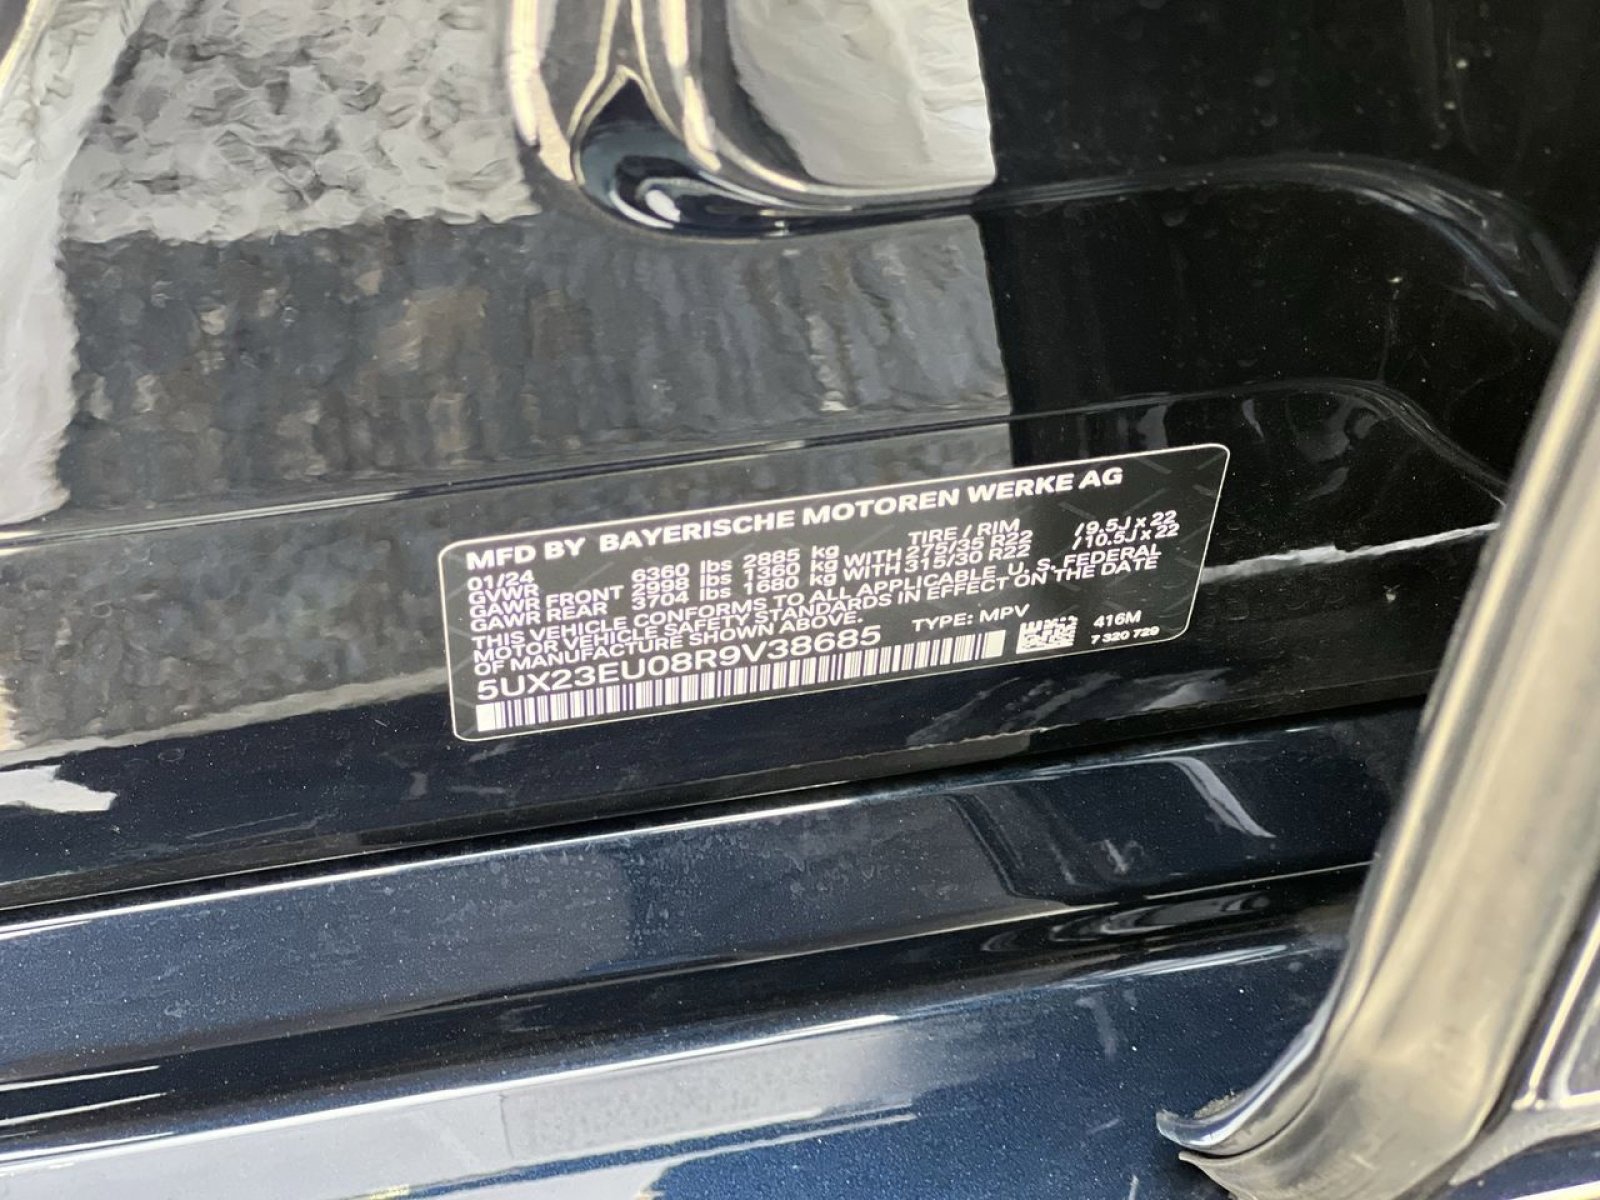 MFD BY BAYERISCHE MOTOREN WERKE AG
01/24 TIRE / RIM
GVWR 6360 lbs 2885 kg
GAWR FRONT 2998 lbs 1360 kg WITH 275/35 R22 / 9.5J x 22
GAWR REAR 3704 lbs 1680 kg WITH 315/30 R22 / 10.5J x 22
THIS VEHICLE CONFORMS TO ALL APPLICABLE U. S. FEDERAL
MOTOR VEHICLE SAFETY STANDARDS IN EFFECT ON THE DATE
OF MANUFACTURE SHOWN ABOVE.
5UX23EU08R9V38685 TYPE: MPV 416M
7 320 729